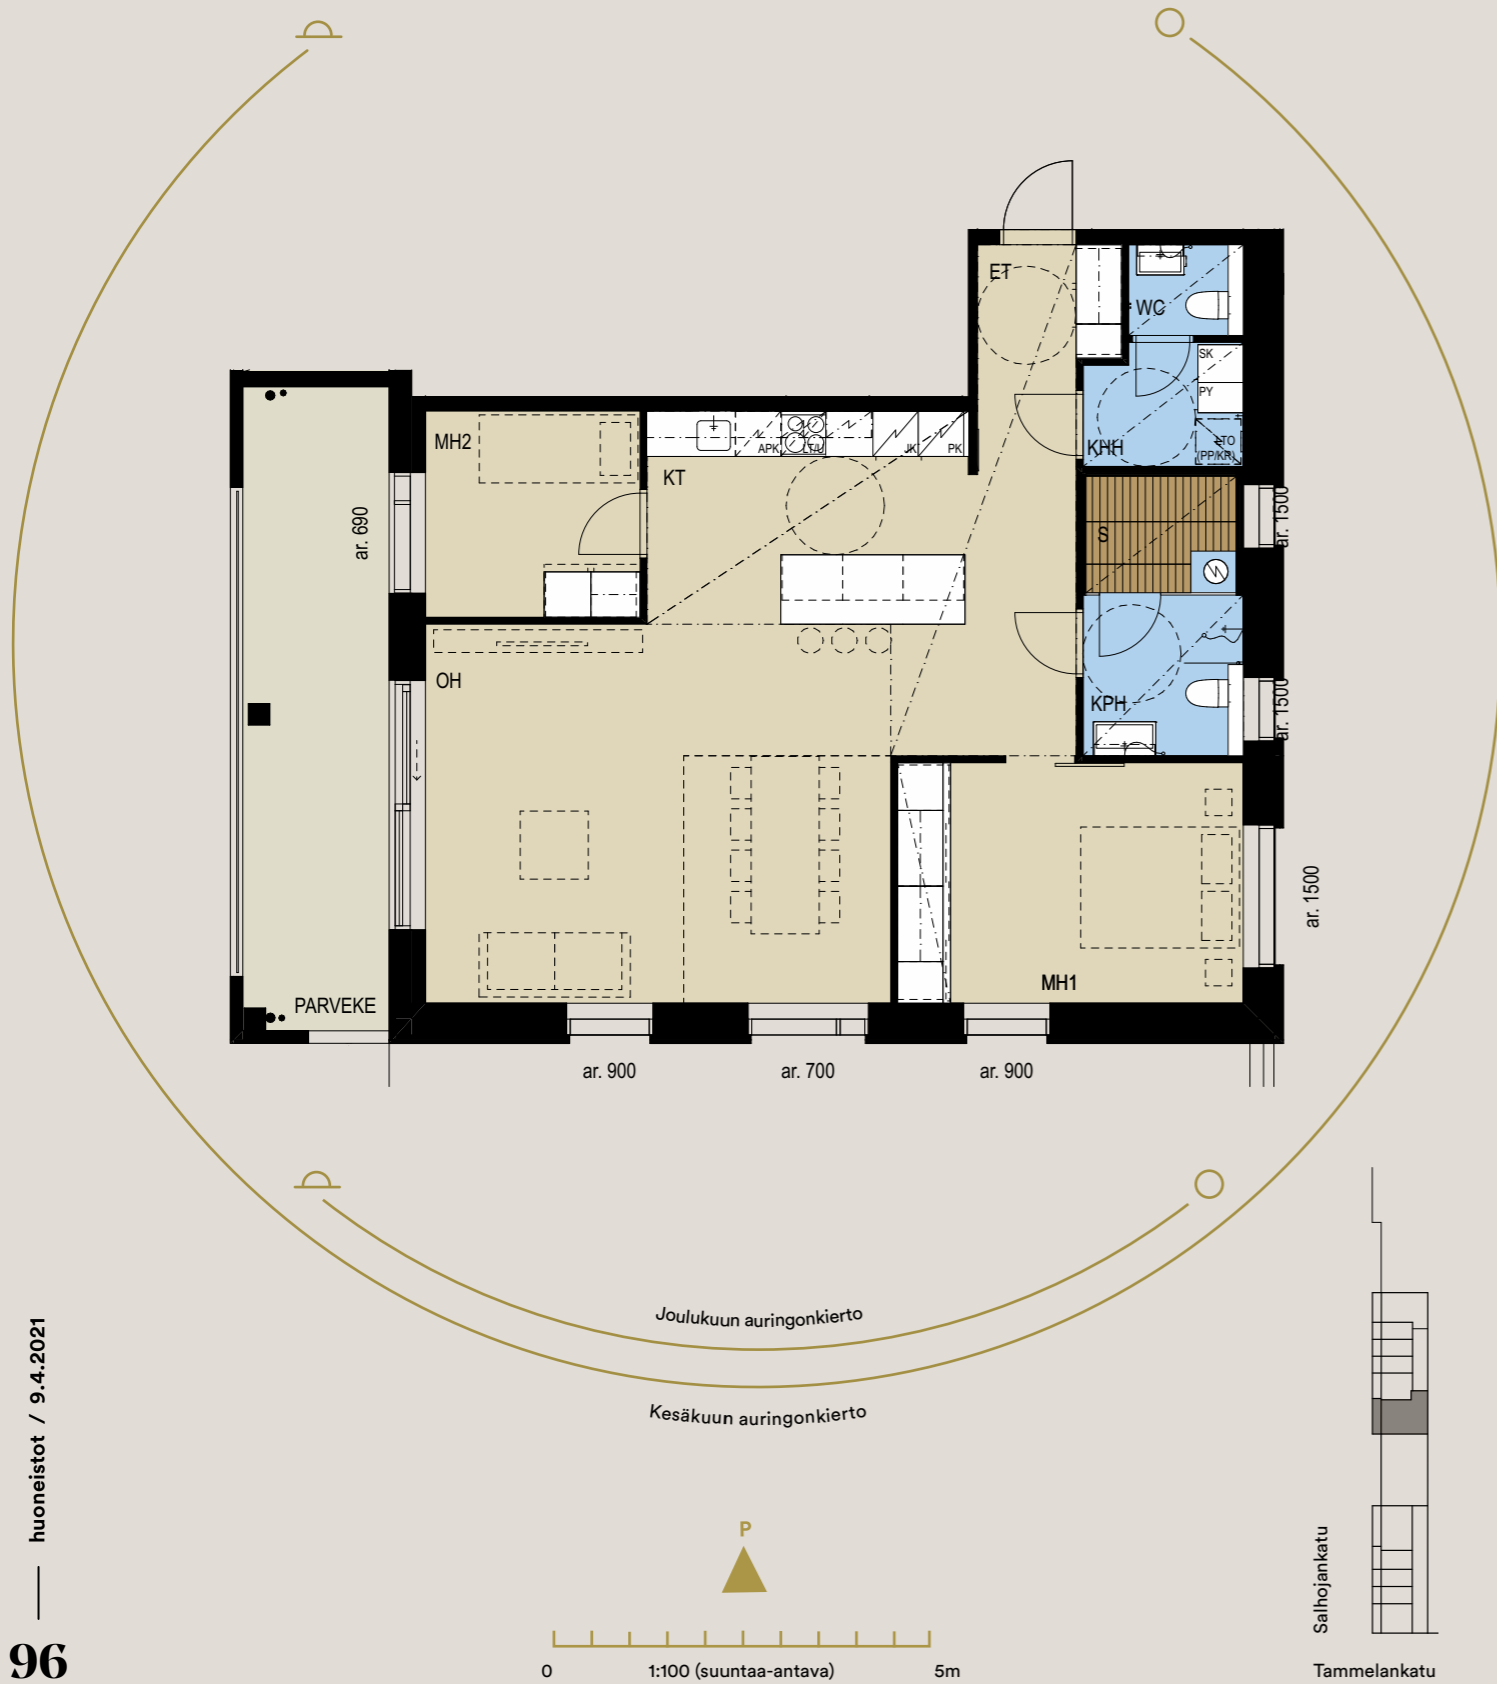 ET
WC
SK
PY
KHH
LTO
(PP/KR)
MH2
APK
LT/U
JK
PK
KT
ar. 690
S
ar. 1500
OH
KPH
ar. 1500
ar. 1500
MH1
PARVEKE
ar. 900
ar. 700
ar. 900
Joulukuun auringonkierto
Kesäkuun auringonkierto
huoneistot / 9.4.2021
96
P
0
1:100 (suuntaa-antava)
5m
Salhojankatu
Tammelankatu